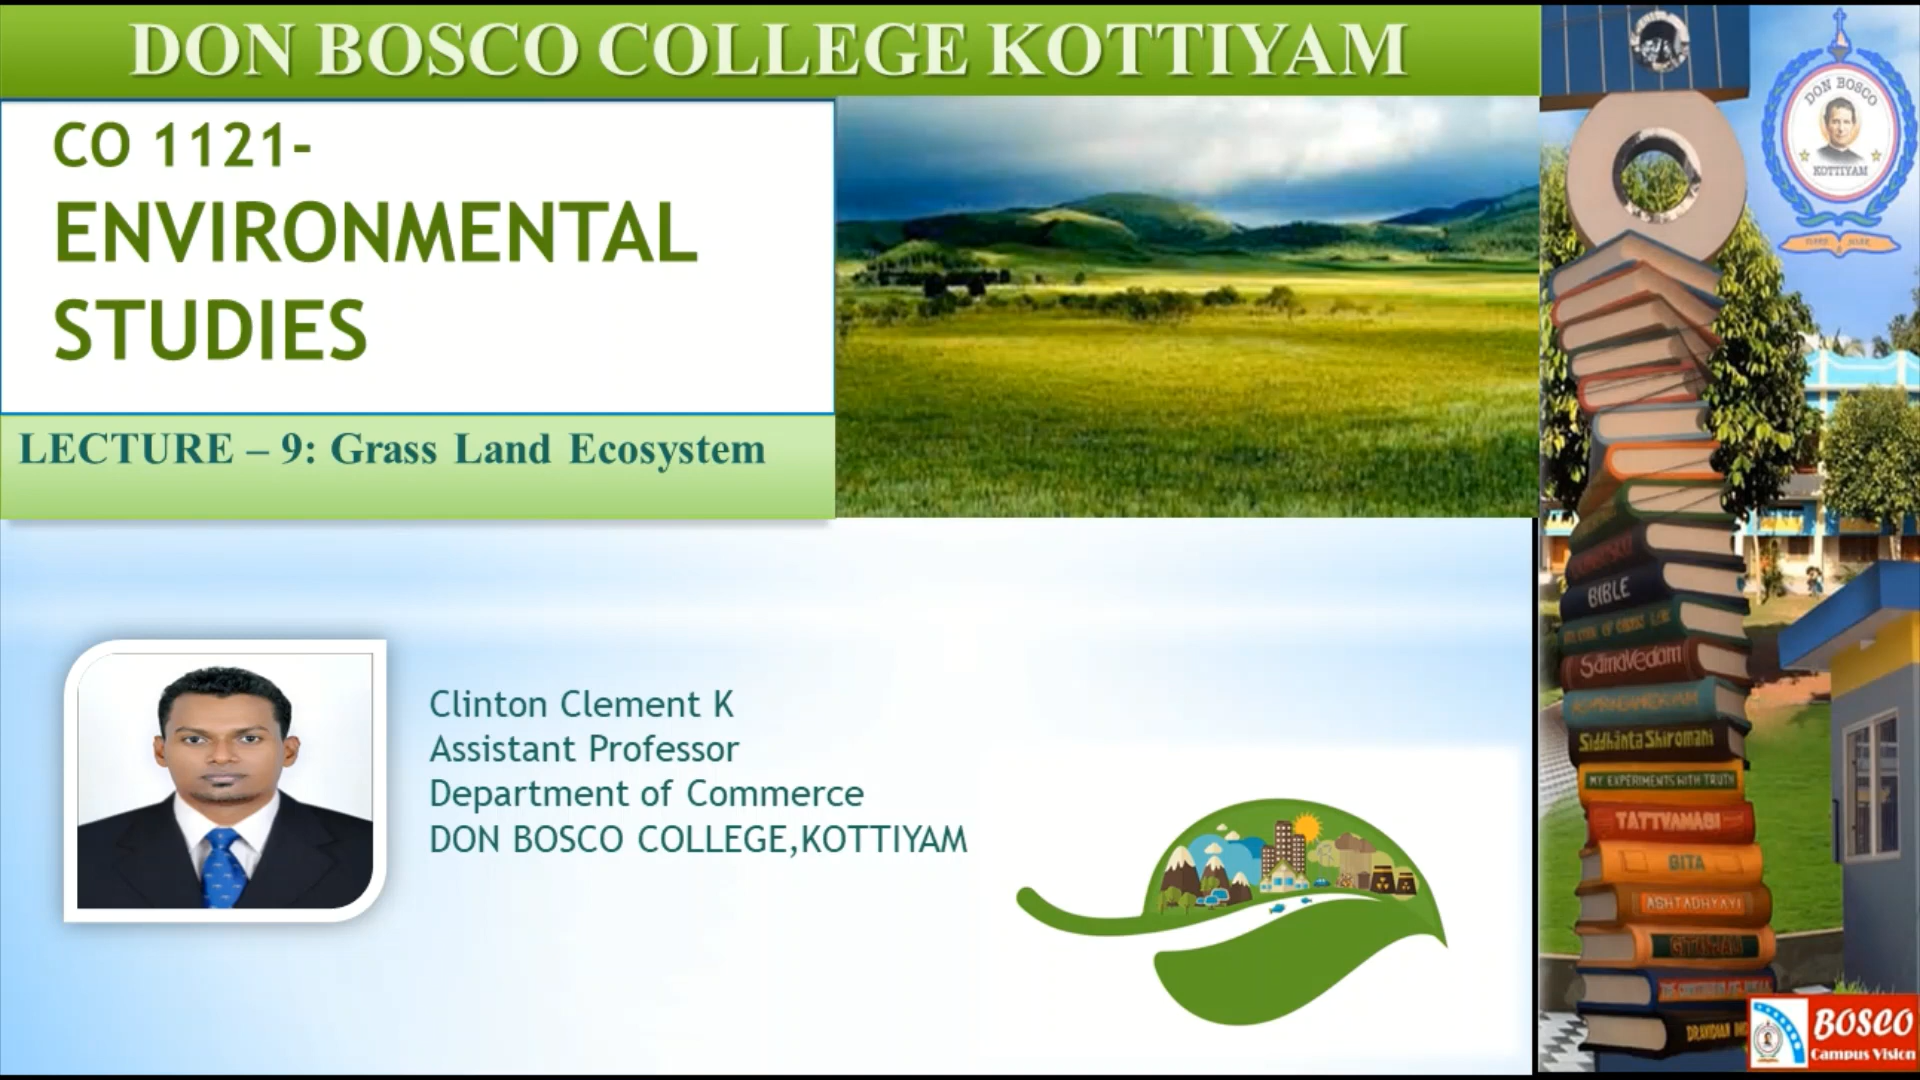 DON BOSCO COLLEGE KOTTIYAM
CO 1121-
ENVIRONMENTAL
STUDIES
LECTURE – 9: Grass Land Ecosystem
Clinton Clement K
Assistant Professor
Department of Commerce
DON BOSCO COLLEGE,KOTTIYAM
DON BOSCO
KOTTIYAM
BIBLE
SamaVedam
Siddhanta Shiromani
MY EXPERIMENTS WITH TRUTH
TATTVAMASI
GITA
ASHTADHYAYI
BOSCO
Campus Vision